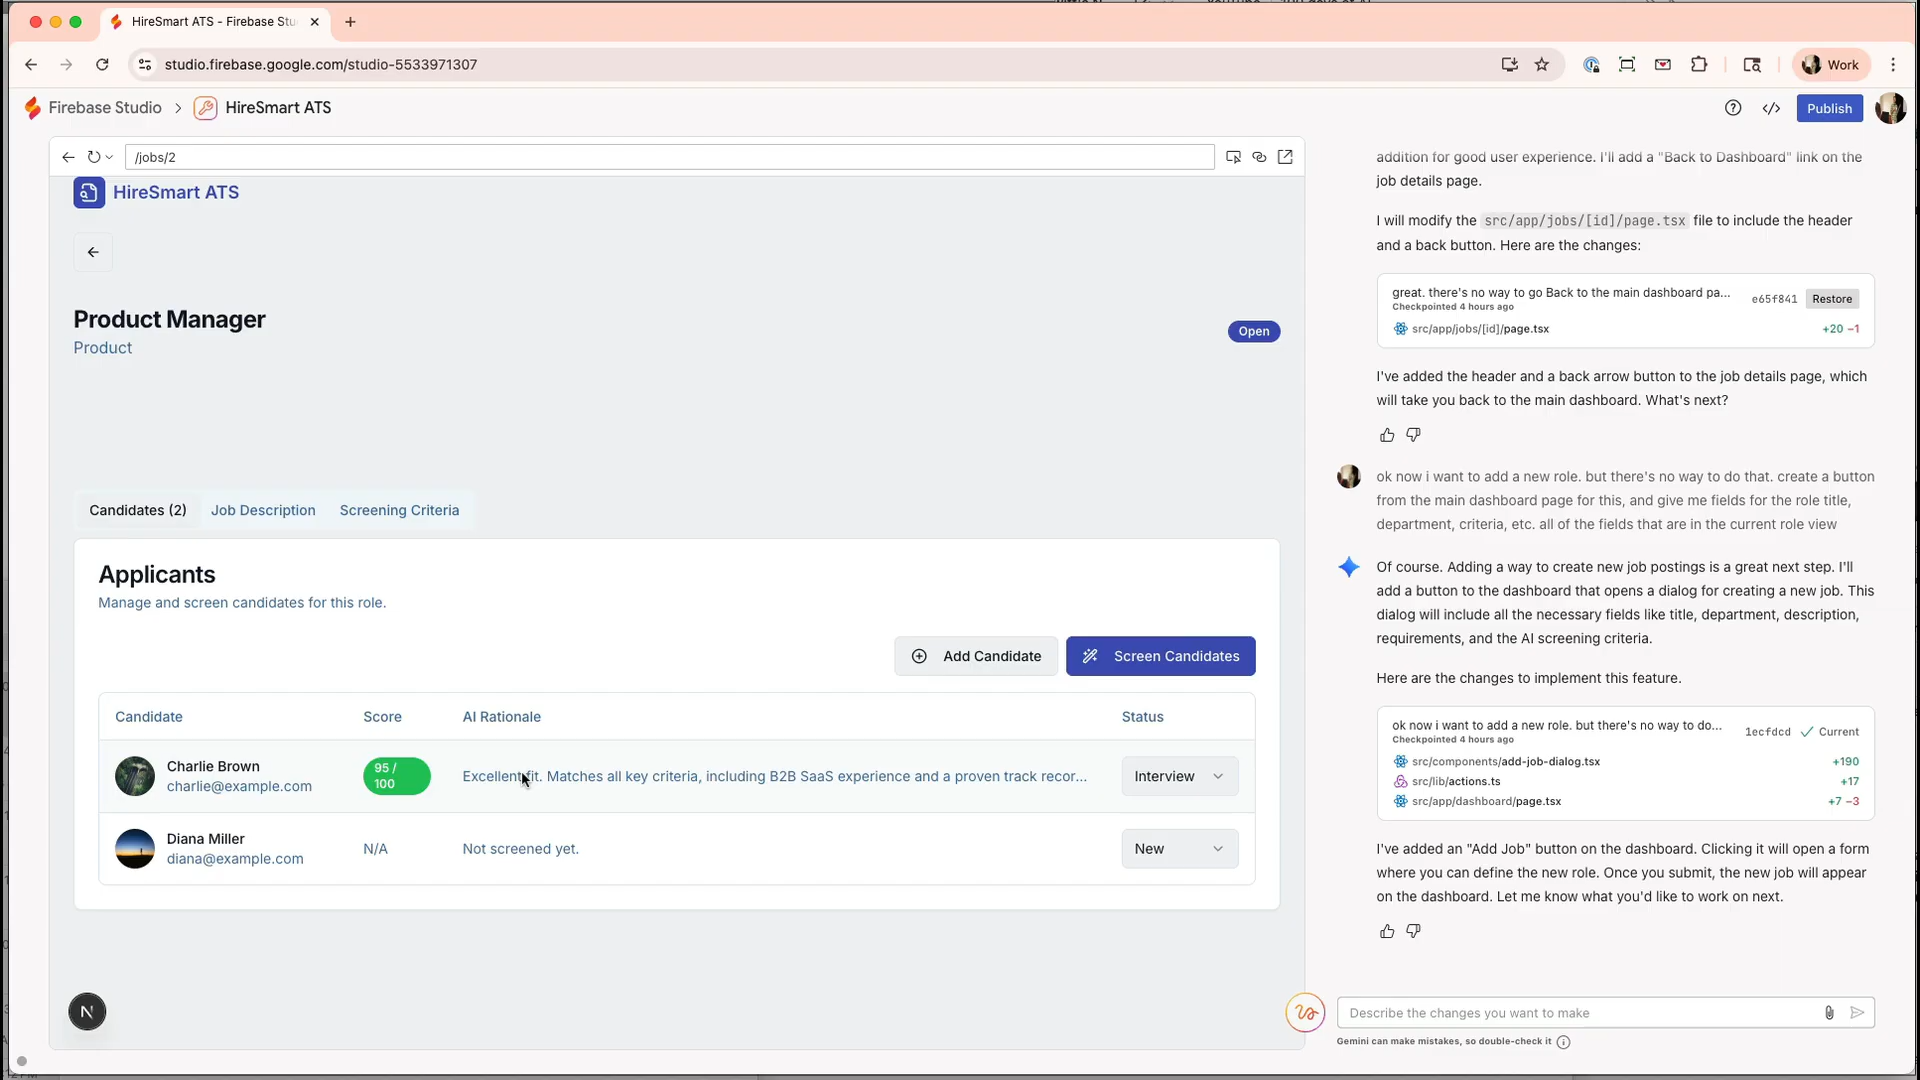 HireSmart ATS - Firebase Stu
studio.firebase.google.com/studio-5533971307
Work
Firebase Studio
HireSmart ATS
Publish
/jobs/2
HireSmart ATS
Product Manager
Product
Open
Candidates (2)
Job Description
Screening Criteria
Applicants
Manage and screen candidates for this role.
Add Candidate
Screen Candidates
Candidate Score AI Rationale Status
Charlie Brown
charlie@example.com
95 /
100
Excellent fit. Matches all key criteria, including B2B SaaS experience and a proven track recor...
Interview
Diana Miller
diana@example.com
N/A
Not screened yet.
New
N
addition for good user experience. I'll add a "Back to Dashboard" link on the
job details page.
I will modify the src/app/jobs/[id]/page.tsx file to include the header
and a back button. Here are the changes:
great. there's no way to go Back to the main dashboard pa...
e65f841
Restore
Checkpointed 4 hours ago
src/app/jobs/[id]/page.tsx
+20 −1
I've added the header and a back arrow button to the job details page, which
will take you back to the main dashboard. What's next?
ok now i want to add a new role. but there's no way to do that. create a button
from the main dashboard page for this, and give me fields for the role title,
department, criteria, etc. all of the fields that are in the current role view
Of course. Adding a way to create new job postings is a great next step. I'll
add a button to the dashboard that opens a dialog for creating a new job. This
dialog will include all the necessary fields like title, department, description,
requirements, and the AI screening criteria.
Here are the changes to implement this feature.
ok now i want to add a new role. but there's no way to do...
1ecfdcd
Current
Checkpointed 4 hours ago
src/components/add-job-dialog.tsx
+190
src/lib/actions.ts
+17
src/app/dashboard/page.tsx
+7 −3
I've added an "Add Job" button on the dashboard. Clicking it will open a form
where you can define the new role. Once you submit, the new job will appear
on the dashboard. Let me know what you'd like to work on next.
Describe the changes you want to make
Gemini can make mistakes, so double-check it